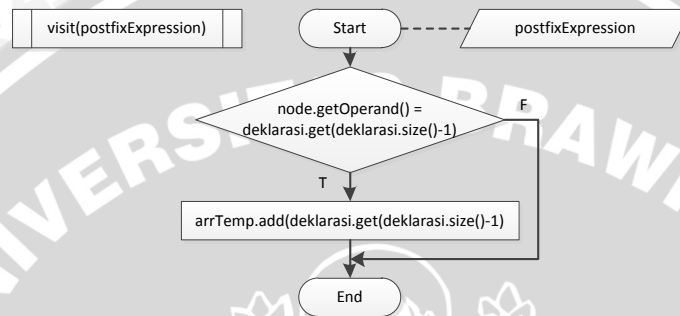 visit(postfixExpression)
Start
postfixExpression
node.getOperand() =
deklarasi.get(deklarasi.size()-1)
F
T
arrTemp.add(deklarasi.get(deklarasi.size()-1)
End